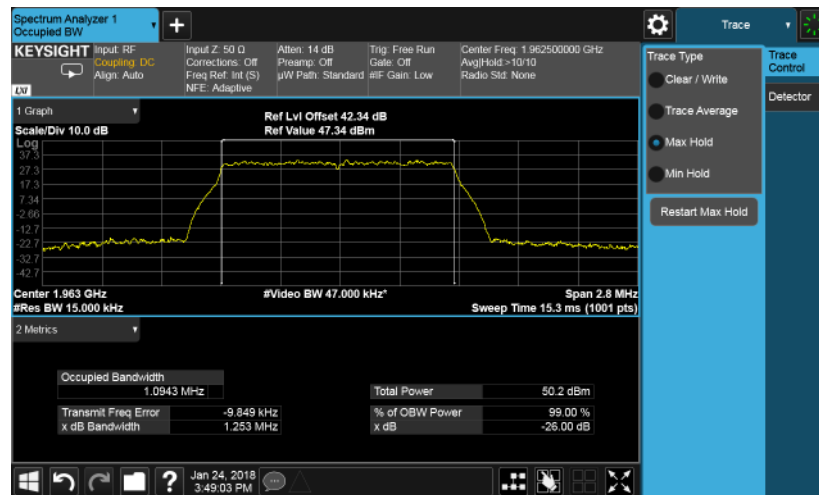 Spectrum Analyzer 1
Occupied BW
+
Trace
KEYSIGHT
Input: RF
Coupling: DC
Align: Auto
Input Z: 50 Ω
Corrections: Off
Freq Ref: Int (S)
NFE: Adaptive
Atten: 14 dB
Preamp: Off
µW Path: Standard
Trig: Free Run
Gate: Off
#IF Gain: Low
Center Freq: 1.962500000 GHz
Avg|Hold:>10/10
Radio Std: None
LXI
Trace Type
Clear / Write
Trace Average
Max Hold
Min Hold
Restart Max Hold
Trace
Control
Detector
1 Graph
Scale/Div 10.0 dB
Ref Lvl Offset 42.34 dB
Ref Value 47.34 dBm
Log
37.3
27.3
17.3
7.34
-2.66
-12.7
-22.7
-32.7
-42.7
Center 1.963 GHz
#Res BW 15.000 kHz
#Video BW 47.000 kHz*
Span 2.8 MHz
Sweep Time 15.3 ms (1001 pts)
2 Metrics
Occupied Bandwidth
1.0943 MHz
Transmit Freq Error -9.849 kHz
x dB Bandwidth 1.253 MHz
Total Power 50.2 dBm
% of OBW Power 99.00 %
x dB -26.00 dB
?
Jan 24, 2018
3:49:03 PM